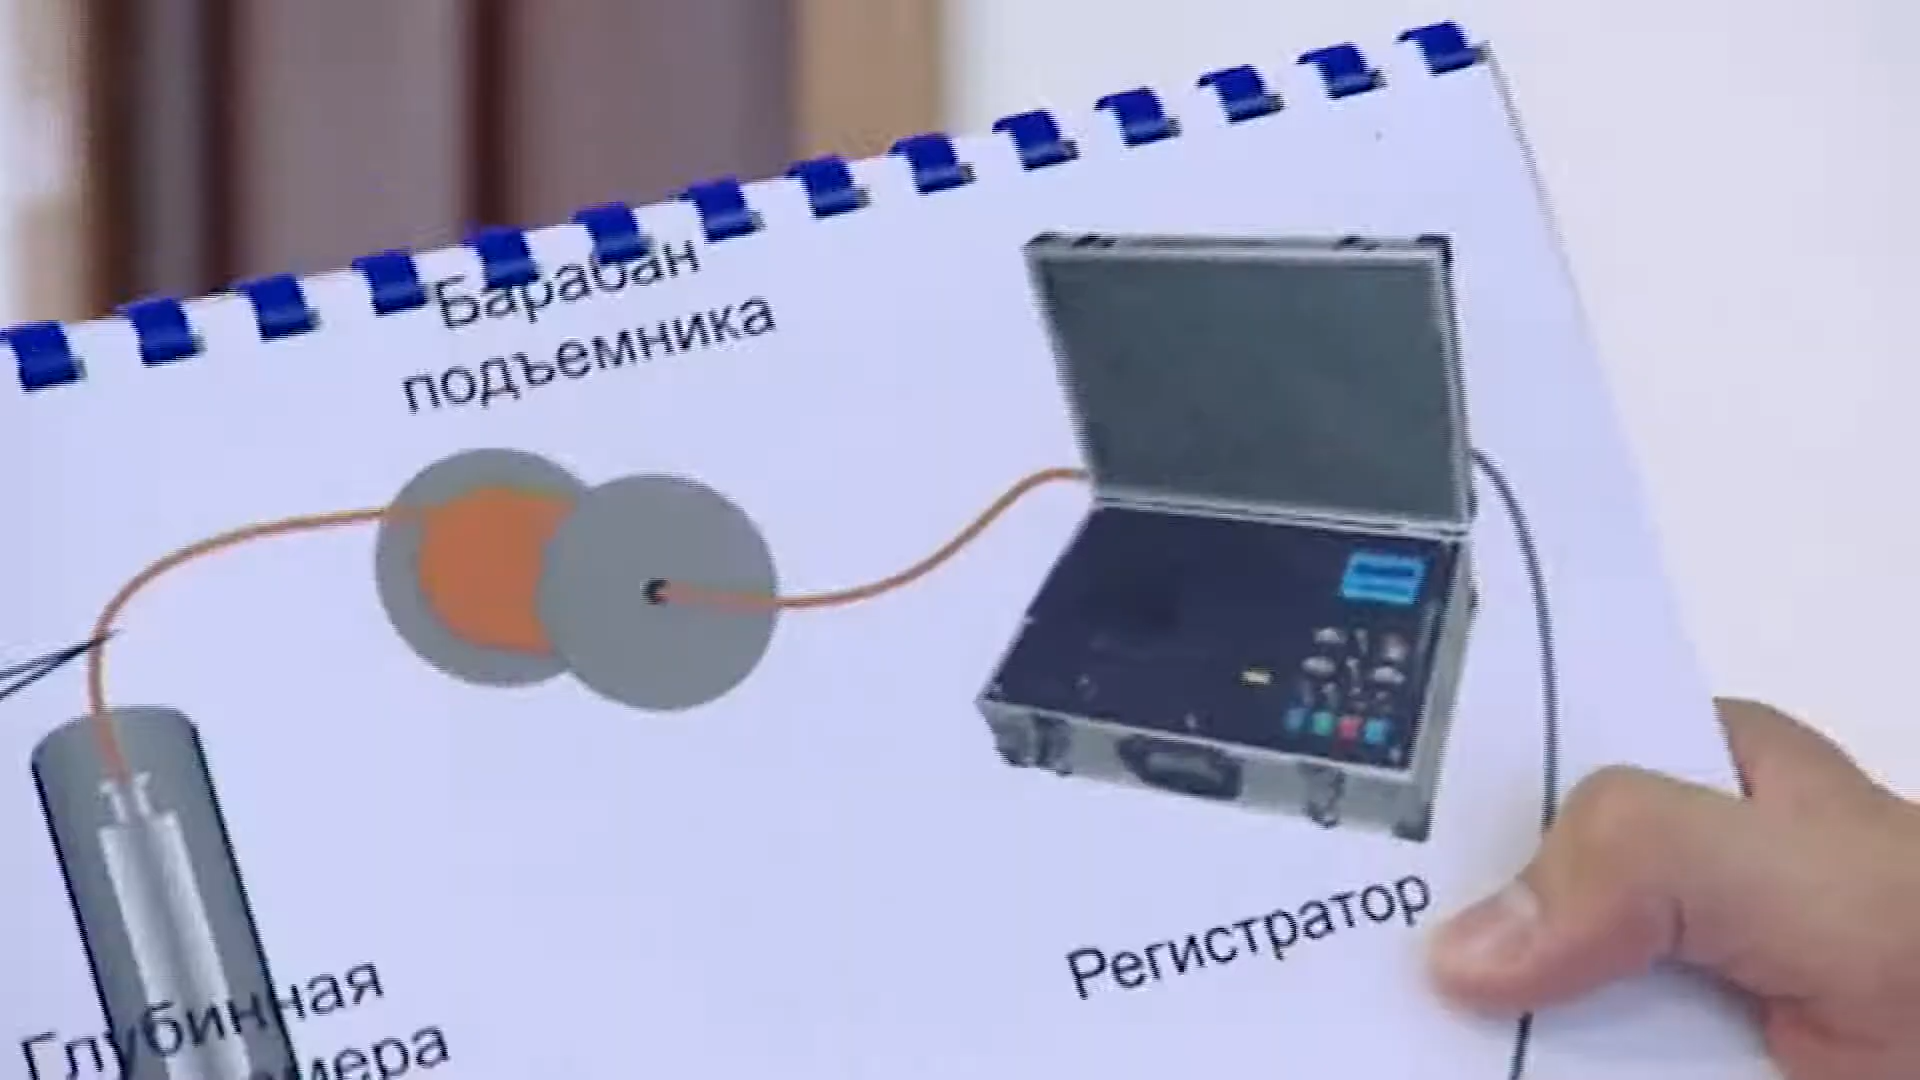 Барабан
подъемника
Регистратор
Глубинная